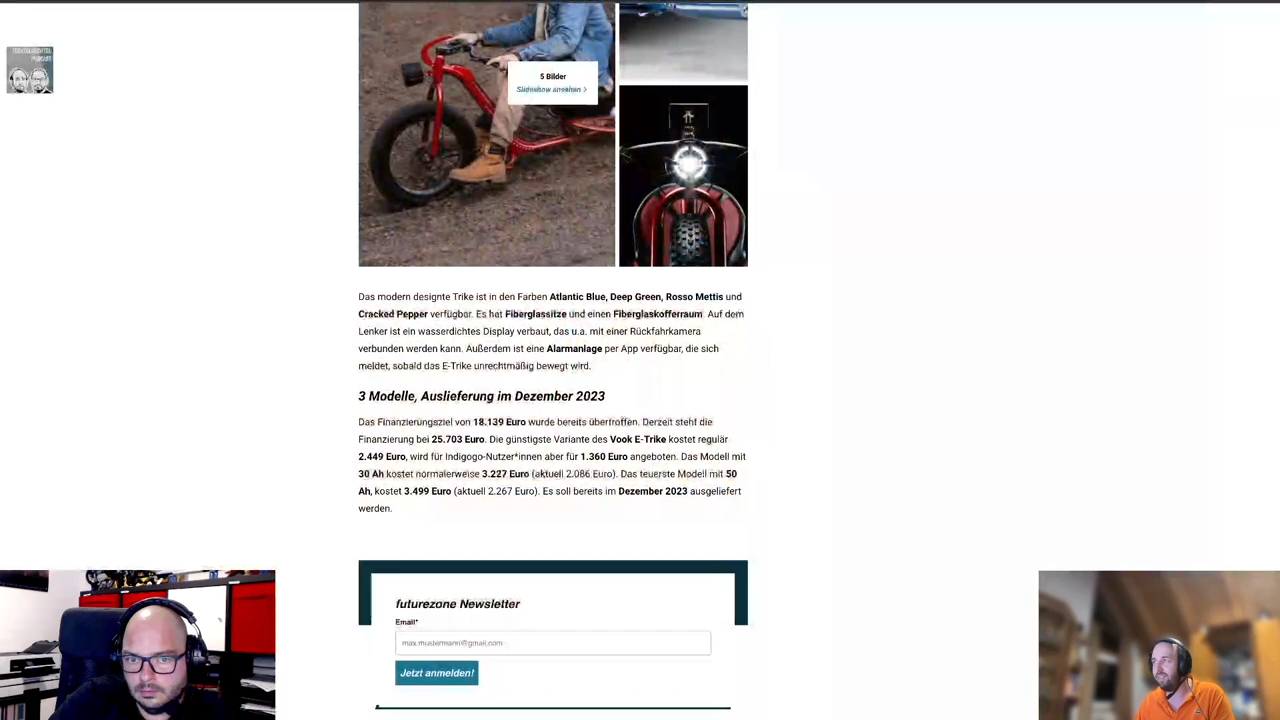 PODCAST
5 Bilder
Slideshow ansehen >
Das modern designte Trike ist in den Farben Atlantic Blue, Deep Green, Rosso Mettis und
Cracked Pepper verfügbar. Es hat Fiberglassitze und einen Fiberglaskofferraum. Auf dem
Lenker ist ein wasserdichtes Display verbaut, das u.a. mit einer Rückfahrkamera
verbunden werden kann. Außerdem ist eine Alarmanlage per App verfügbar, die sich
meldet, sobald das E-Trike unrechtmäßig bewegt wird.
3 Modelle, Auslieferung im Dezember 2023
Das Finanzierungsziel von 18.139 Euro wurde bereits übertroffen. Derzeit steht die
Finanzierung bei 25.703 Euro. Die günstigste Variante des Vook E-Trike kostet regulär
2.449 Euro, wird für Indigogo-Nutzer*innen aber für 1.360 Euro angeboten. Das Modell mit
30 Ah kostet normalerweise 3.227 Euro (aktuell 2.086 Euro). Das teuerste Modell mit 50
Ah, kostet 3.499 Euro (aktuell 2.267 Euro). Es soll bereits im Dezember 2023 ausgeliefert
werden.
futurezone Newsletter
Email*
max.mustermann@gmail.com
Jetzt anmelden!